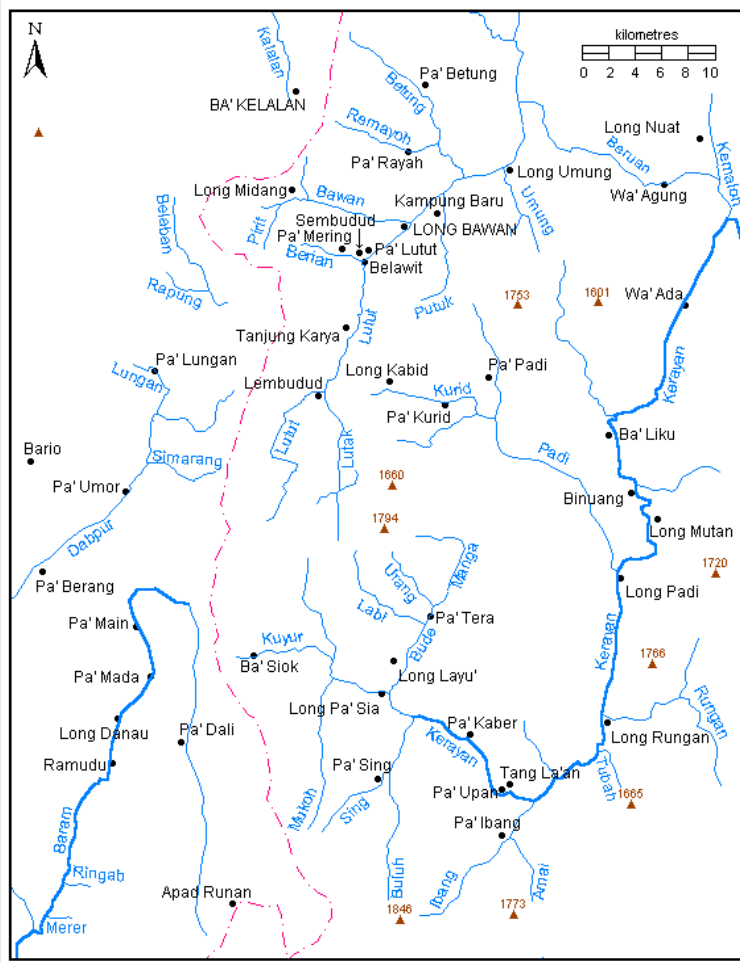 N
kilometres
0 2 4 6 8 10
Kalalan
BA' KELALAN
Pa' Betung
Betung
Remayoh
Pa' Rayah
Long Nuat
Beruan
Kemalon
Long Umung
Wa' Agung
Long Midang
Bawan
Kampung Baru
Umung
Belaban
Pirit
Sembudud
LONG BAWAN
Pa' Mering
Pa' Lutut
Berian
Belawit
Rapung
Putuk
1753
1601
Wa' Ada
Tanjung Karya
Lutut
Kerayan
Pa' Lungan
Lungan
Long Kabid
Pa' Padi
Lembudud
Kurid
Pa' Kurid
Lutut
Lutak
Ba' Liku
Bario
Simarang
Padi
Pa' Umor
1660
Binuang
Dabpur
1794
Long Mutan
Urang
Manga
Pa' Berang
1720
Long Padi
Labi
Pa' Main
Pa' Tera
Kuyur
Bude
Kerayan
Ba' Siok
1766
Pa' Mada
Long Layu'
Long Pa' Sia
Rungan
Long Danau
Pa' Dali
Pa' Kaber
Long Rungan
Kerayan
Ramudu
Pa' Sing
Tang La'an
Tubah
Pa' Upan
1665
Mukoh
Sing
Baram
Pa' Ibang
Ringab
Buluh
Ibang
Amai
Apad Runan
1846
1773
Merer